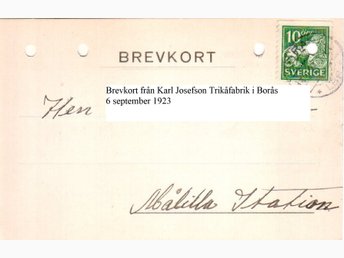 BREVKORT
10
SVERIGE
Brevkort från Karl Josefson Trikåfabrik i Borås
6 september 1923
Herr
Målilla Station